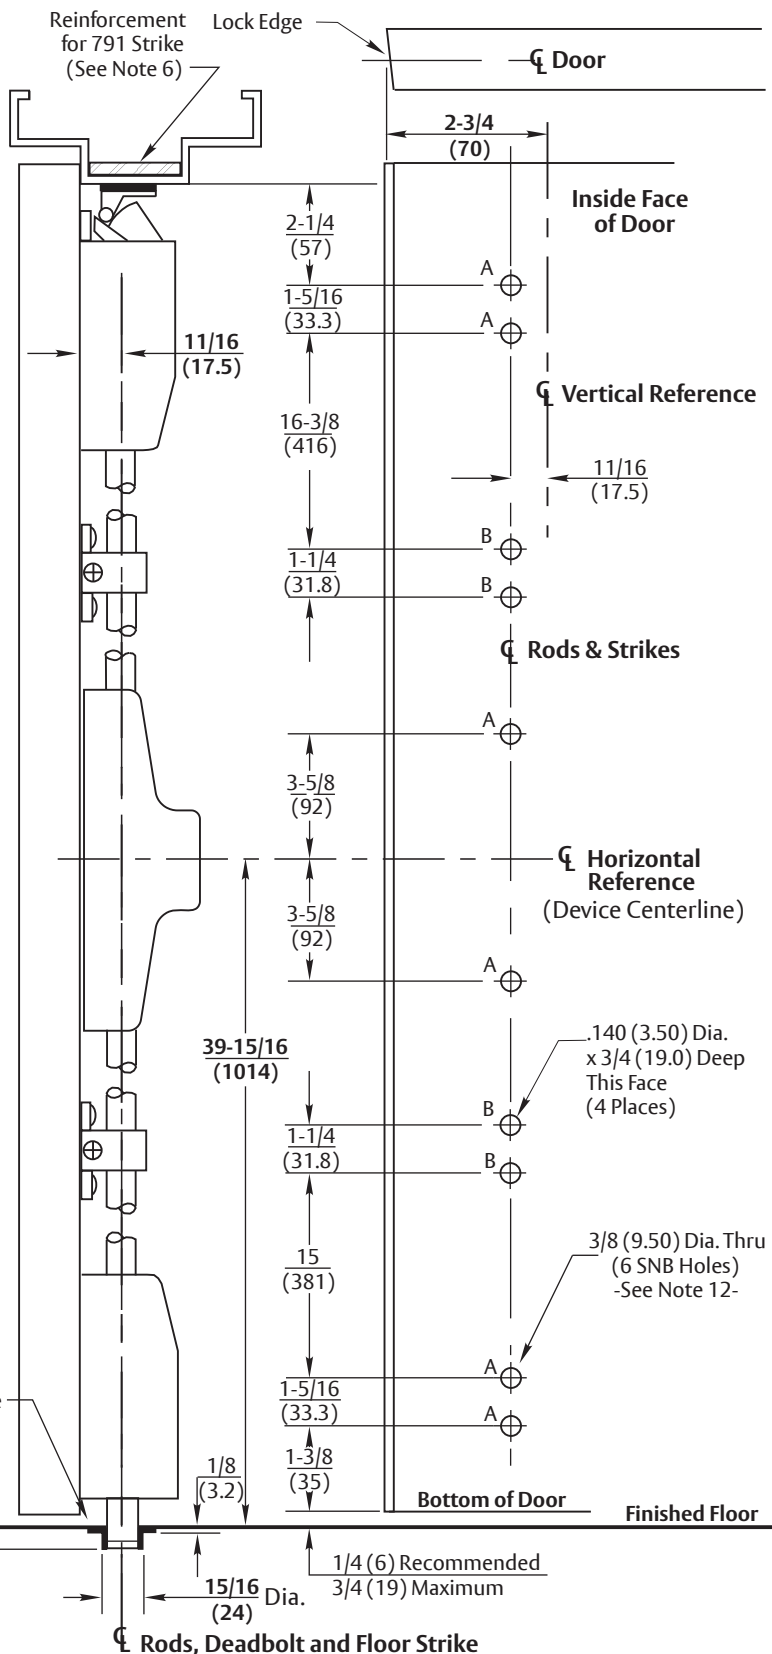 Reinforcement
for 791 Strike
(See Note 6)
Lock Edge
℄ Door
2-3/4
(70)
Inside Face
of Door
2-1/4
(57)
A
1-5/16
(33.3)
A
11/16
(17.5)
℄ Vertical Reference
16-3/8
(416)
11/16
(17.5)
B
1-1/4
(31.8)
B
℄ Rods & Strikes
A
3-5/8
(92)
℄ Horizontal
Reference
(Device Centerline)
3-5/8
(92)
A
39-15/16
(1014)
.140 (3.50) Dia.
x 3/4 (19.0) Deep
This Face
(4 Places)
B
1-1/4
(31.8)
B
15
(381)
3/8 (9.50) Dia. Thru
(6 SNB Holes)
-See Note 12-
A
1-5/16
(33.3)
A
1-3/8
(35)
1/8
(3.2)
Bottom of Door
Finished Floor
1/4 (6) Recommended
3/4 (19) Maximum
15/16 Dia.
(24)
℄ Rods, Deadbolt and Floor Strike